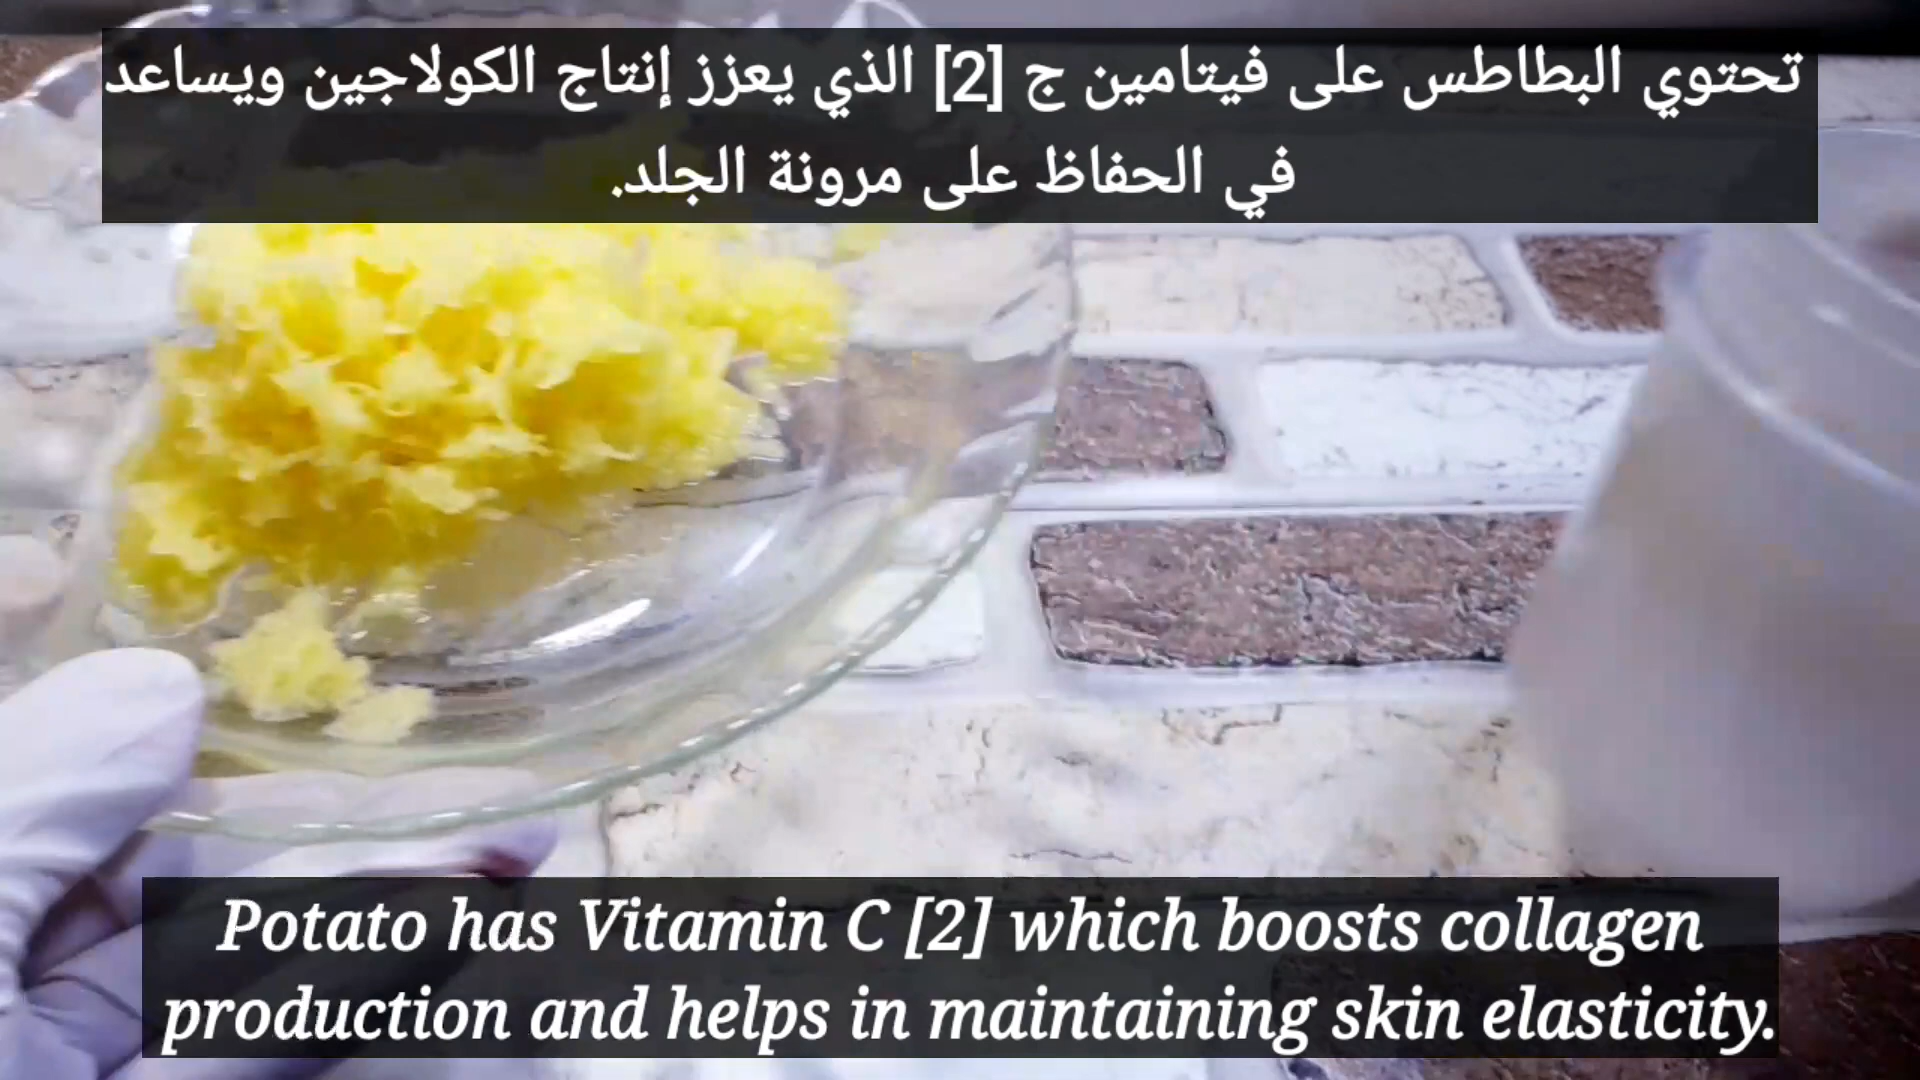 تحتوي البطاطس على فيتامين ج [2] الذي يعزز إنتاج الكولاجين ويساعد
في الحفاظ على مرونة الجلد.
Potato has Vitamin C [2] which boosts collagen
production and helps in maintaining skin elasticity.